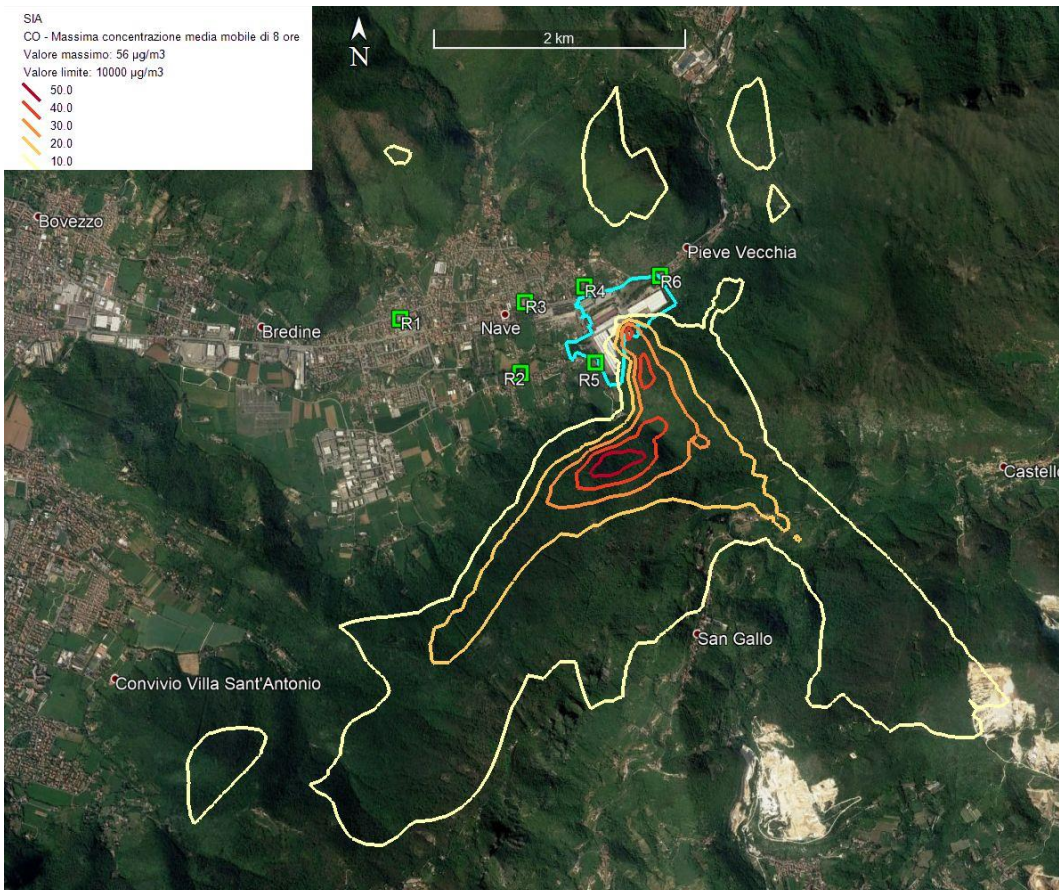 SIA
CO - Massima concentrazione media mobile di 8 ore
Valore massimo: 56 µg/m3
Valore limite: 10000 µg/m3
50.0
40.0
30.0
20.0
10.0
N
2 km
Bovezzo
Pieve Vecchia
R6
R4
R3
Nave
R1
Bredine
R5
R2
Castello
San Gallo
Convivio Villa Sant'Antonio